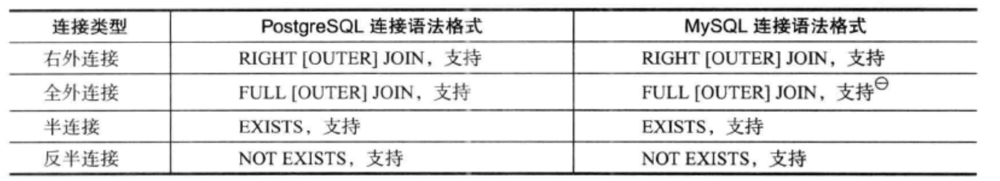 连接类型 PostgreSQL 连接语法格式 MySQL 连接语法格式
右外连接 RIGHT [OUTER] JOIN，支持 RIGHT [OUTER] JOIN，支持
全外连接 FULL [OUTER] JOIN，支持 FULL [OUTER] JOIN，支持㊀
半连接 EXISTS，支持 EXISTS，支持
反半连接 NOT EXISTS，支持 NOT EXISTS，支持